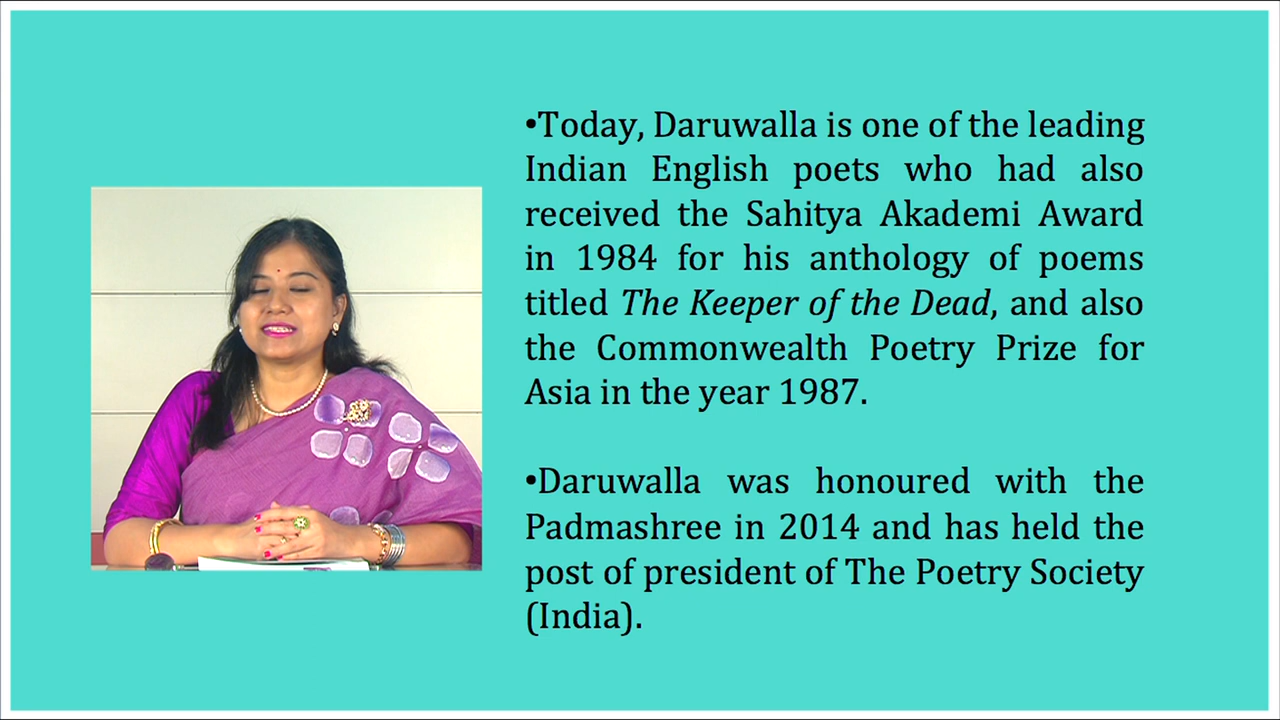 •Today, Daruwalla is one of the leading
Indian English poets who had also
received the Sahitya Akademi Award
in 1984 for his anthology of poems
titled The Keeper of the Dead, and also
the Commonwealth Poetry Prize for
Asia in the year 1987.
•Daruwalla was honoured with the
Padmashree in 2014 and has held the
post of president of The Poetry Society
(India).